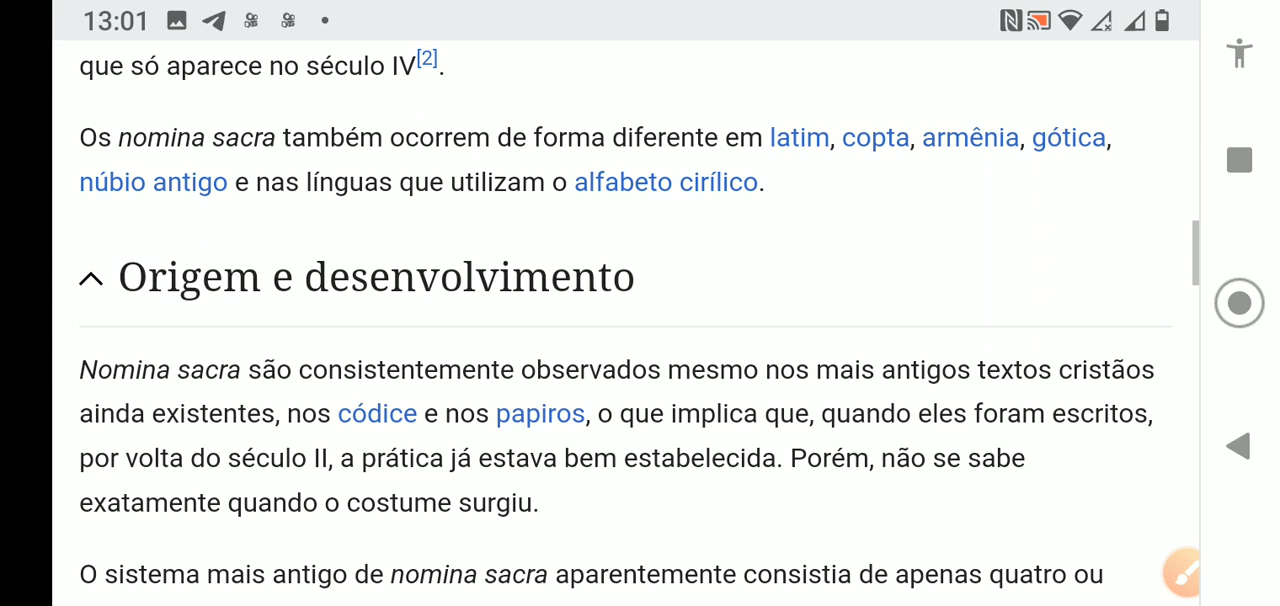 13:01
que só aparece no século IV[2].
Os nomina sacra também ocorrem de forma diferente em latim, copta, armênia, gótica,
núbio antigo e nas línguas que utilizam o alfabeto cirílico.
Origem e desenvolvimento
Nomina sacra são consistentemente observados mesmo nos mais antigos textos cristãos
ainda existentes, nos códice e nos papiros, o que implica que, quando eles foram escritos,
por volta do século II, a prática já estava bem estabelecida. Porém, não se sabe
exatamente quando o costume surgiu.
O sistema mais antigo de nomina sacra aparentemente consistia de apenas quatro ou